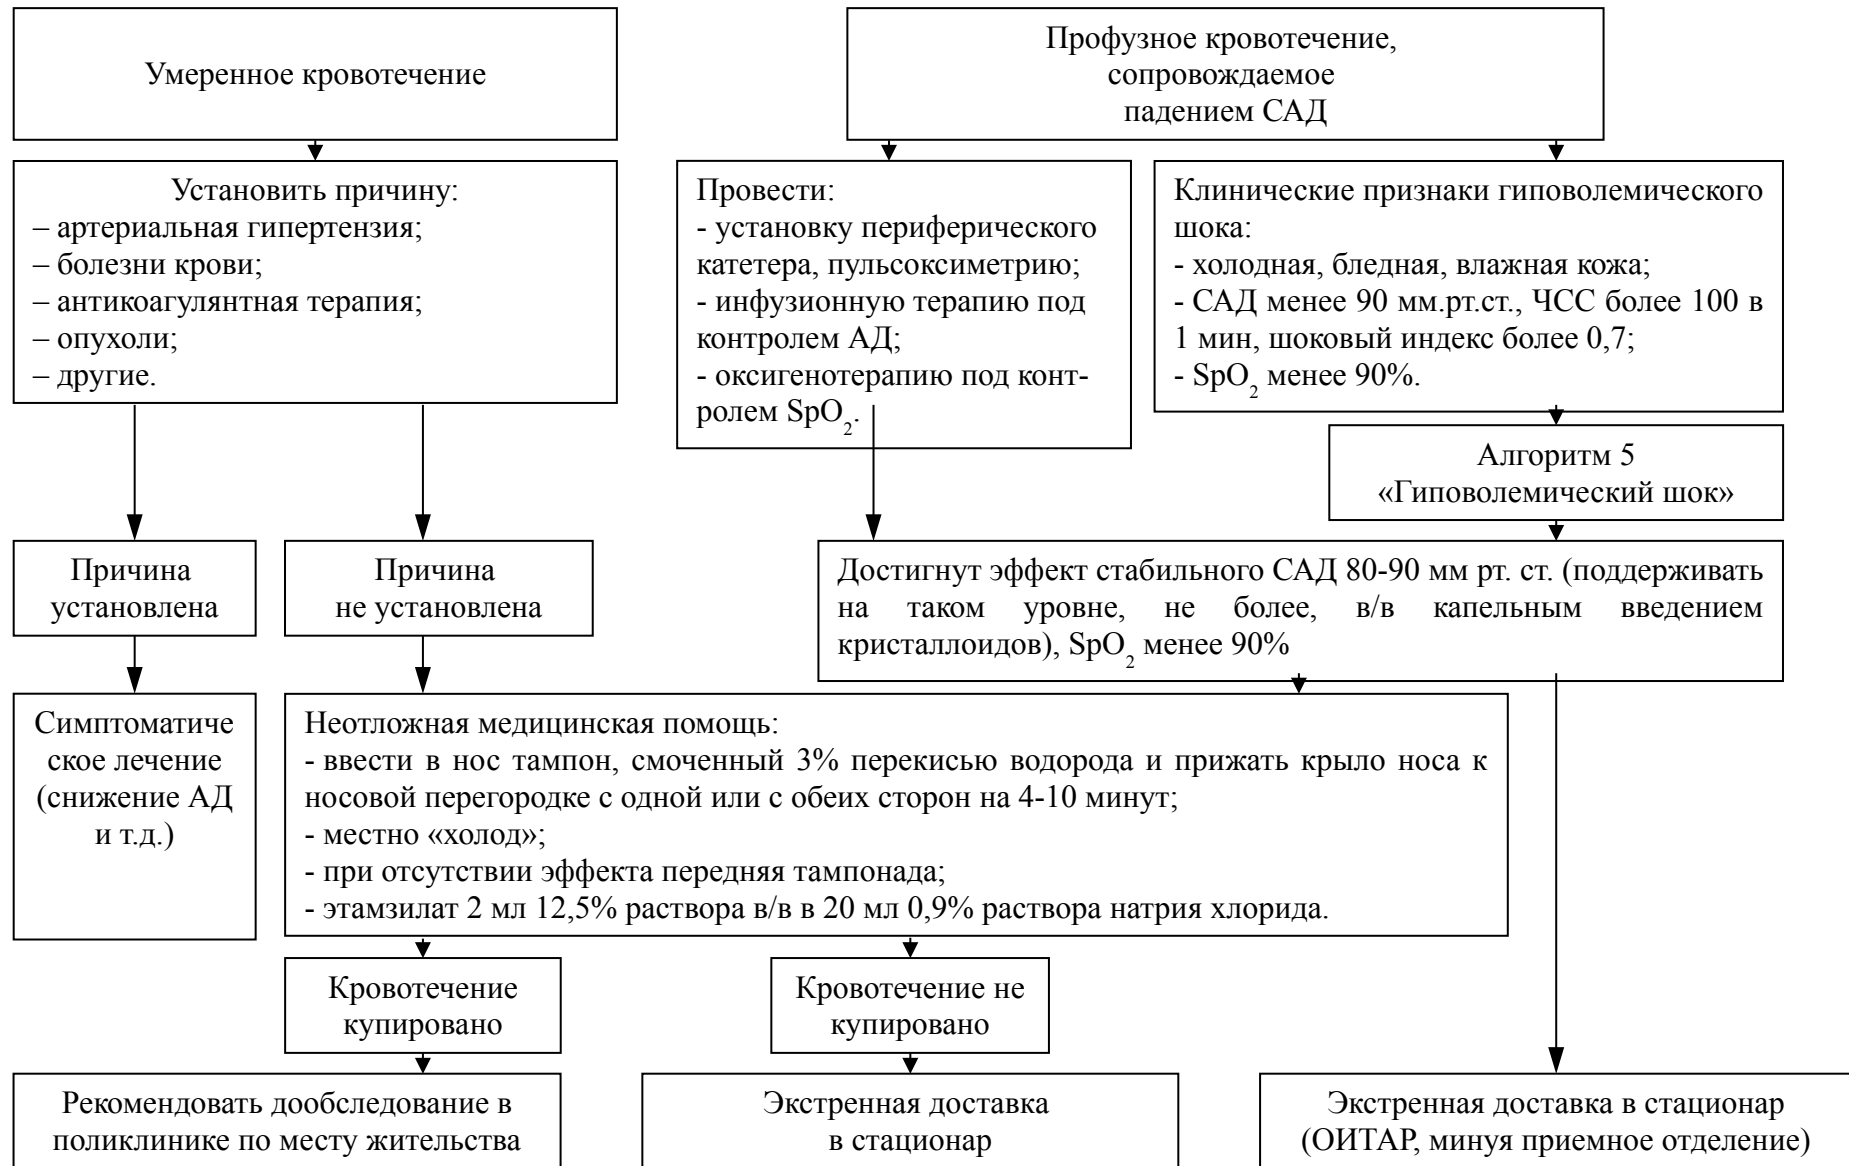 Умеренное кровотечение
Профузное кровотечение,
сопровождаемое
падением САД
Установить причину:
– артериальная гипертензия;
– болезни крови;
– антикоагулянтная терапия;
– опухоли;
– другие.
Провести:
- установку периферического
катетера, пульсоксиметрию;
- инфузионную терапию под
контролем АД;
- оксигенотерапию под конт-
ролем SpO₂.
Клинические признаки гиповолемического
шока:
- холодная, бледная, влажная кожа;
- САД менее 90 мм.рт.ст., ЧСС более 100 в
1 мин, шоковый индекс более 0,7;
- SpO₂ менее 90%.
Алгоритм 5
«Гиповолемический шок»
Причина
установлена
Причина
не установлена
Достигнут эффект стабильного САД 80-90 мм рт. ст. (поддерживать
на таком уровне, не более, в/в капельным введением
кристаллоидов), SpO₂ менее 90%
Симптоматиче
ское лечение
(снижение АД
и т.д.)
Неотложная медицинская помощь:
- ввести в нос тампон, смоченный 3% перекисью водорода и прижать крыло носа к
носовой перегородке с одной или с обеих сторон на 4-10 минут;
- местно «холод»;
- при отсутствии эффекта передняя тампонада;
- этамзилат 2 мл 12,5% раствора в/в в 20 мл 0,9% раствора натрия хлорида.
Кровотечение
купировано
Кровотечение не
купировано
Рекомендовать дообследование в
поликлинике по месту жительства
Экстренная доставка
в стационар
Экстренная доставка в стационар
(ОИТАР, минуя приемное отделение)